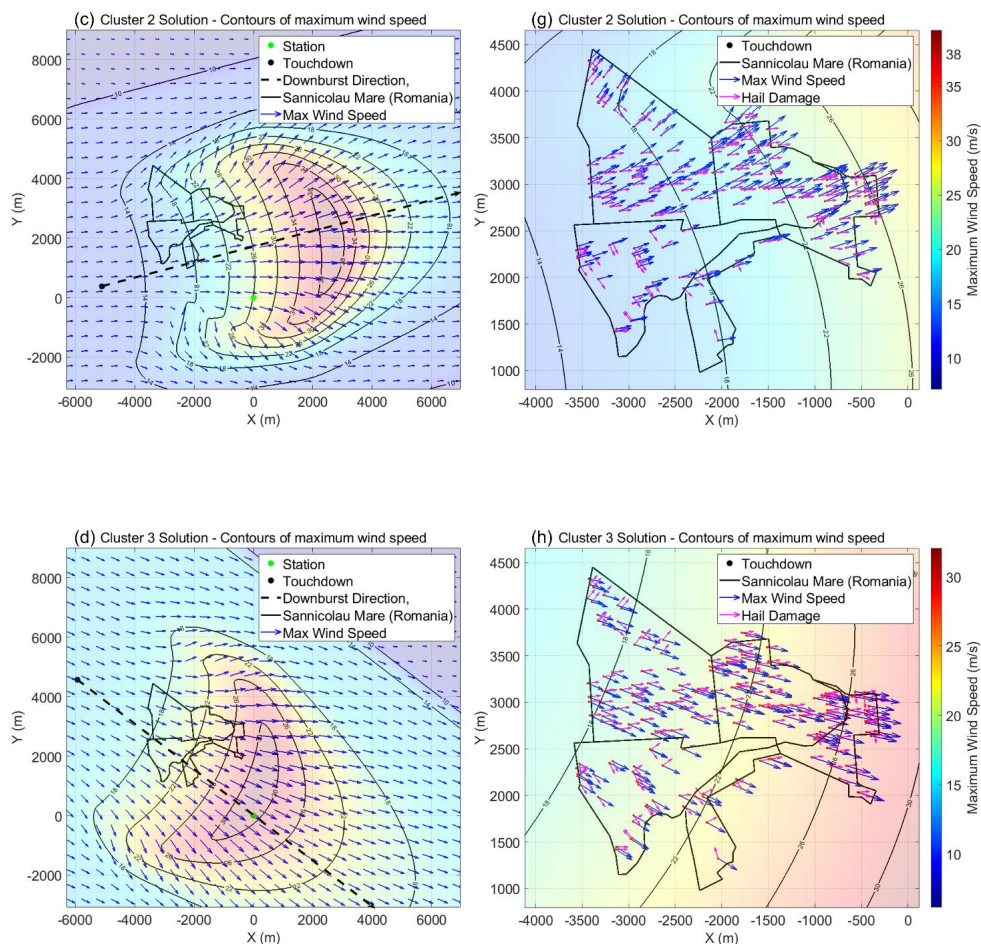 (c) Cluster 2 Solution - Contours of maximum wind speed
Station
Touchdown
Downburst Direction,
Sannicolau Mare (Romania)
Max Wind Speed
8000
6000
4000
2000
0
-2000
Y (m)
-6000 -4000 -2000 0 2000 4000 6000
X (m)
(g) Cluster 2 Solution - Contours of maximum wind speed
Touchdown
Sannicolau Mare (Romania)
Max Wind Speed
Hail Damage
4500
4000
3500
3000
2500
2000
1500
1000
Y (m)
-4000 -3500 -3000 -2500 -2000 -1500 -1000 -500 0
X (m)
38
30
25
20
15
10
Maximum Wind Speed (m/s)
(d) Cluster 3 Solution - Contours of maximum wind speed
Station
Touchdown
Downburst Direction,
Sannicolau Mare (Romania)
Max Wind Speed
8000
6000
4000
2000
0
-2000
Y (m)
-6000 -4000 -2000 0 2000 4000 6000
X (m)
(h) Cluster 3 Solution - Contours of maximum wind speed
Touchdown
Sannicolau Mare (Romania)
Max Wind Speed
Hail Damage
4500
4000
3500
3000
2500
2000
1500
1000
Y (m)
-4000 -3500 -3000 -2500 -2000 -1500 -1000 -500 0
X (m)
30
25
20
15
10
Maximum Wind Speed (m/s)